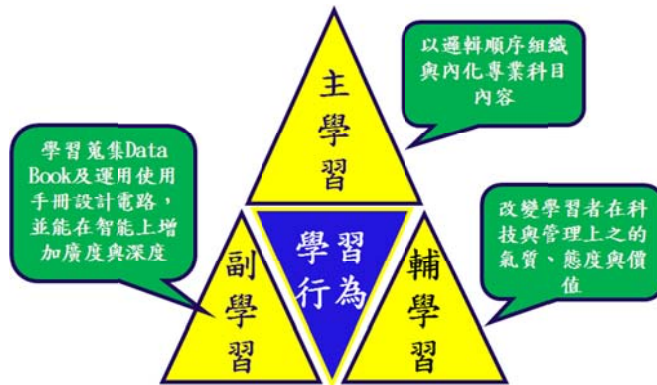 主
學
習
以邏輯順序組織
與內化專業科目
內容
學習蒐集Data
Book及運用使用
手冊設計電路，
並能在智能上增
加廣度與深度
學習
行為
副
學
習
輔
學
習
改變學習者在科
技與管理上之的
氣質、態度與價
值